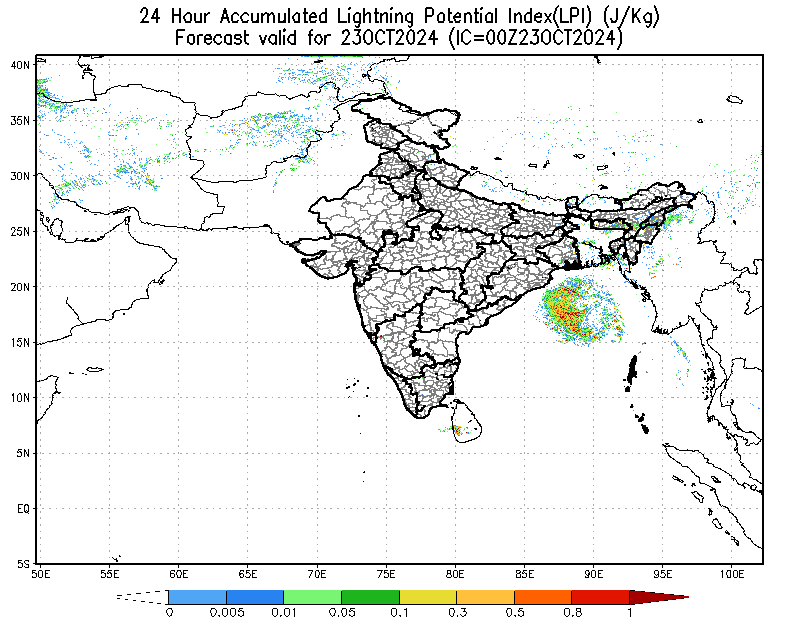 24 Hour Accumulated Lightning Potential Index(LPI) (J/Kg)
Forecast valid for 23OCT2024 (IC=00Z23OCT2024)
40N
35N
30N
25N
20N
15N
10N
5N
EQ
5S
50E 55E 60E 65E 70E 75E 80E 85E 90E 95E 100E
0 0.005 0.01 0.05 0.1 0.3 0.5 0.8 1